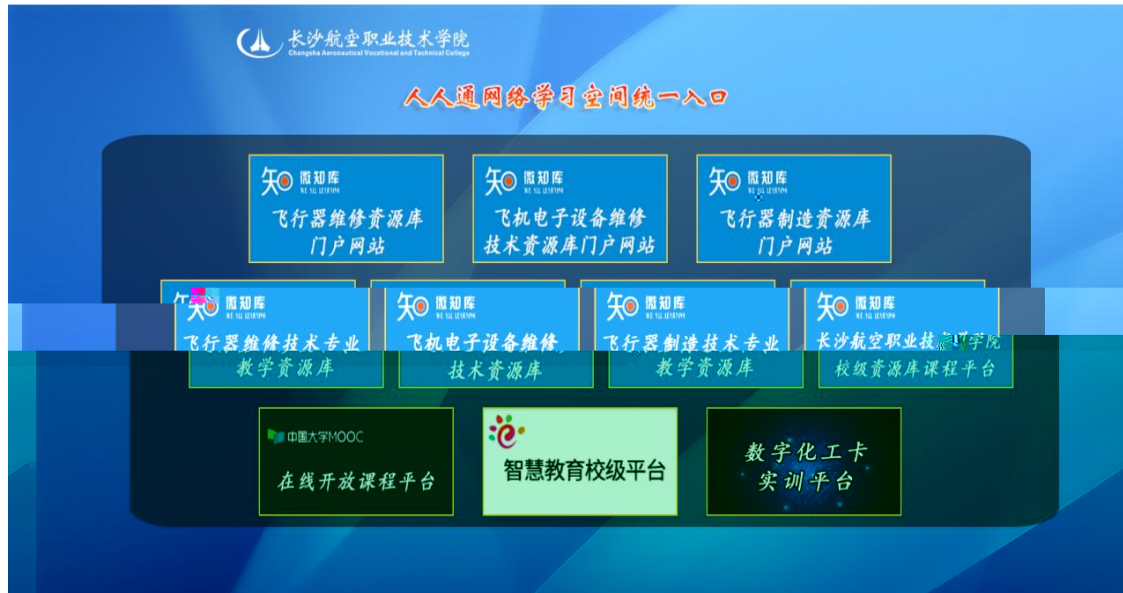 长沙航空职业技术学院
Changsha Aeronautical Vocational and Technical College
人人通网络学习空间统一入口
知 微知库
飞行器维修资源库
门户网站
知 微知库
飞机电子设备维修
技术资源库门户网站
知 微知库
飞行器制造资源库
门户网站
知 微知库
飞行器维修技术专业
教学资源库
知 微知库
飞机电子设备维修
技术资源库
知 微知库
飞行器制造技术专业
教学资源库
知 微知库
长沙航空职业技术学院
校级资源库课程平台
中国大学MOOC
在线开放课程平台
智慧教育校级平台
数字化工卡
实训平台